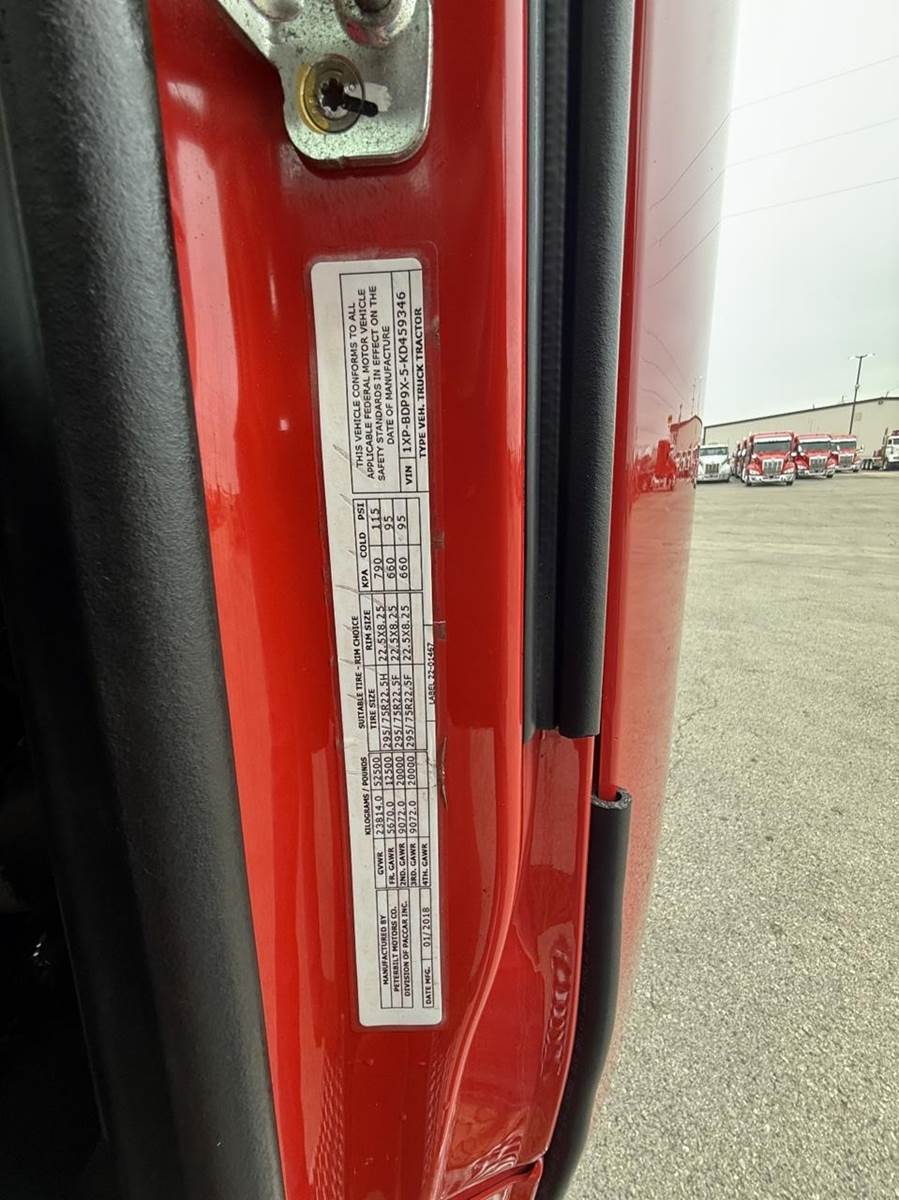 MANUFACTURED BY
PETERBILT MOTORS CO.
DIVISION OF PACCAR INC.
DATE MFG. 01/2018
KILOGRAMS / POUNDS
GVWR 23814.0 52500
FR. GAWR 5670.0 12500
2ND. GAWR 9072.0 20000
3RD. GAWR 9072.0 20000
4TH. GAWR
SUITABLE TIRE - RIM CHOICE
TIRE SIZE RIM SIZE
295/75R22.5H 22.5X8.25
295/75R22.5F 22.5X8.25
295/75R22.5F 22.5X8.25
LABEL 22-01467
KPA COLD PSI
790 115
660 95
660 95
THIS VEHICLE CONFORMS TO ALL
APPLICABLE FEDERAL MOTOR VEHICLE
SAFETY STANDARDS IN EFFECT ON THE
DATE OF MANUFACTURE
VIN 1XP-BDP9X-5-KD459346
TYPE VEH. TRUCK TRACTOR